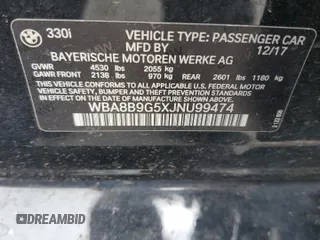 330i VEHICLE TYPE: PASSENGER CAR
MFD BY 12/17
BAYERISCHE MOTOREN WERKE AG
GVWR 4530 lbs 2055 kg
GAWR FRONT 2138 lbs 970 kg REAR 2601 lbs 1180 kg
THIS VEHICLE CONFORMS TO ALL APPLICABLE FEDERAL MOTOR VEHICLE
SAFETY, BUMPER AND THEFT PREVENTION STANDARDS IN EFFECT
ON THE DATE OF MANUFACTURE SHOWN ABOVE.
WBA8B9G5XJNU99474